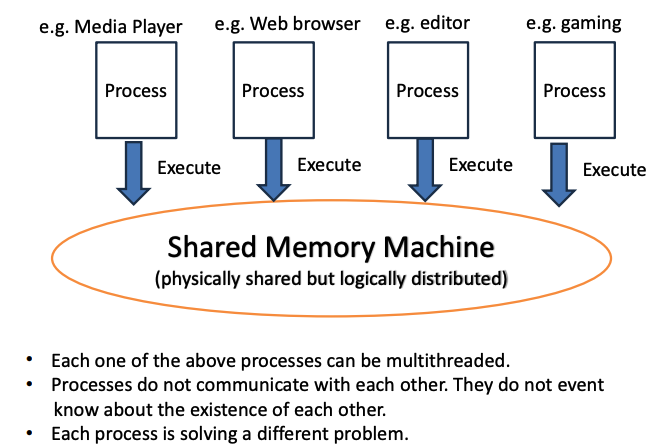 e.g. Media Player
e.g. Web browser
e.g. editor
e.g. gaming
Process
Process
Process
Process
Execute
Execute
Execute
Execute
Shared Memory Machine
(physically shared but logically distributed)
• Each one of the above processes can be multithreaded.
• Processes do not communicate with each other. They do not event
know about the existence of each other.
• Each process is solving a different problem.